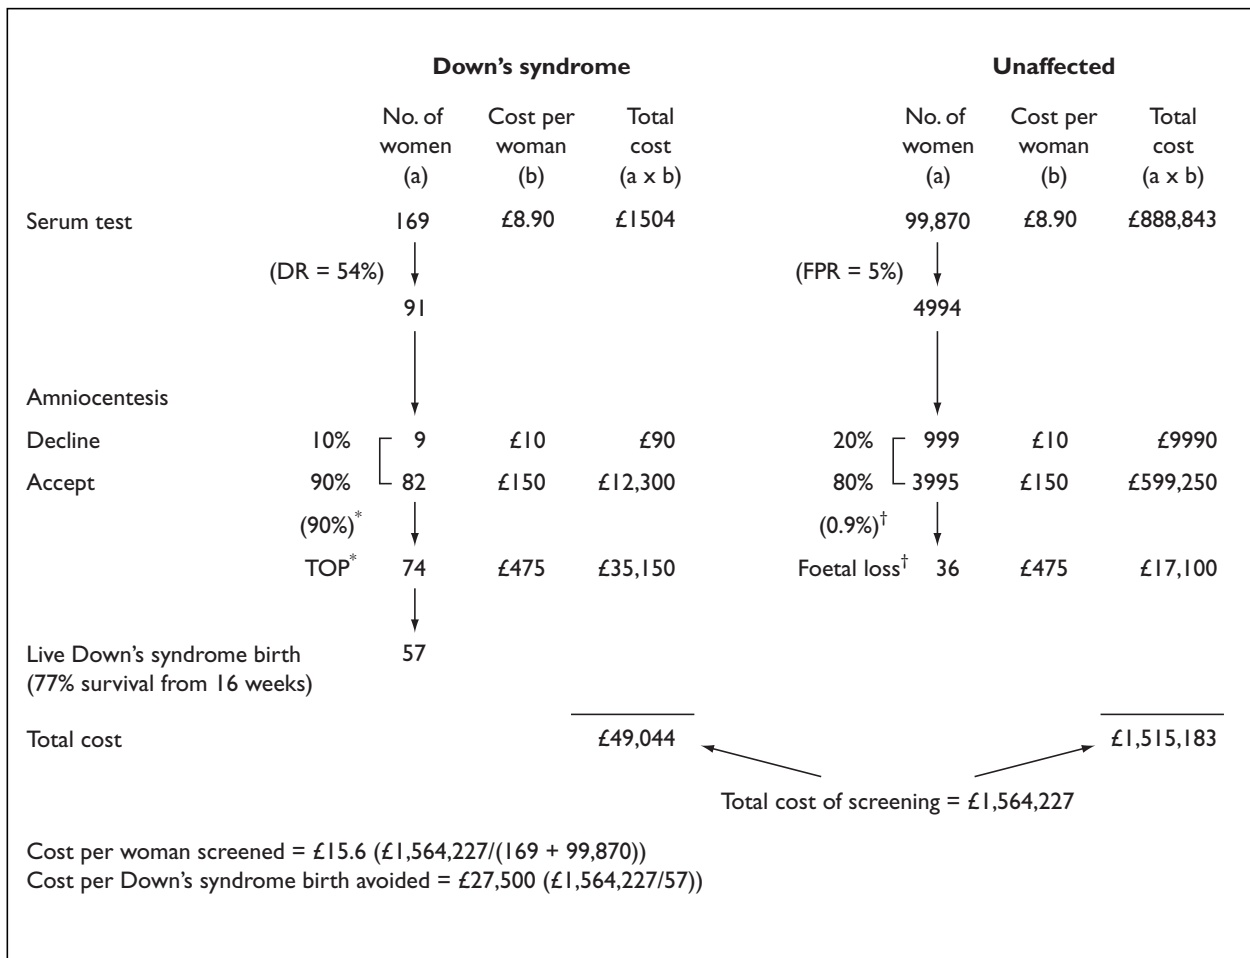 Down's syndrome Unaffected
No. of Cost per Total No. of Cost per Total
women woman cost women woman cost
(a) (b) (a x b) (a) (b) (a x b)
Serum test 169 £8.90 £1504 99,870 £8.90 £888,843
(DR = 54%) (FPR = 5%)
91 4994
Amniocentesis
Decline 10% 9 £10 £90 20% 999 £10 £9990
Accept 90% 82 £150 £12,300 80% 3995 £150 £599,250
(90%)* (0.9%)†
TOP* 74 £475 £35,150 Foetal loss† 36 £475 £17,100
Live Down's syndrome birth 57
(77% survival from 16 weeks)
Total cost £49,044 £1,515,183
Total cost of screening = £1,564,227
Cost per woman screened = £15.6 (£1,564,227/(169 + 99,870))
Cost per Down's syndrome birth avoided = £27,500 (£1,564,227/57))